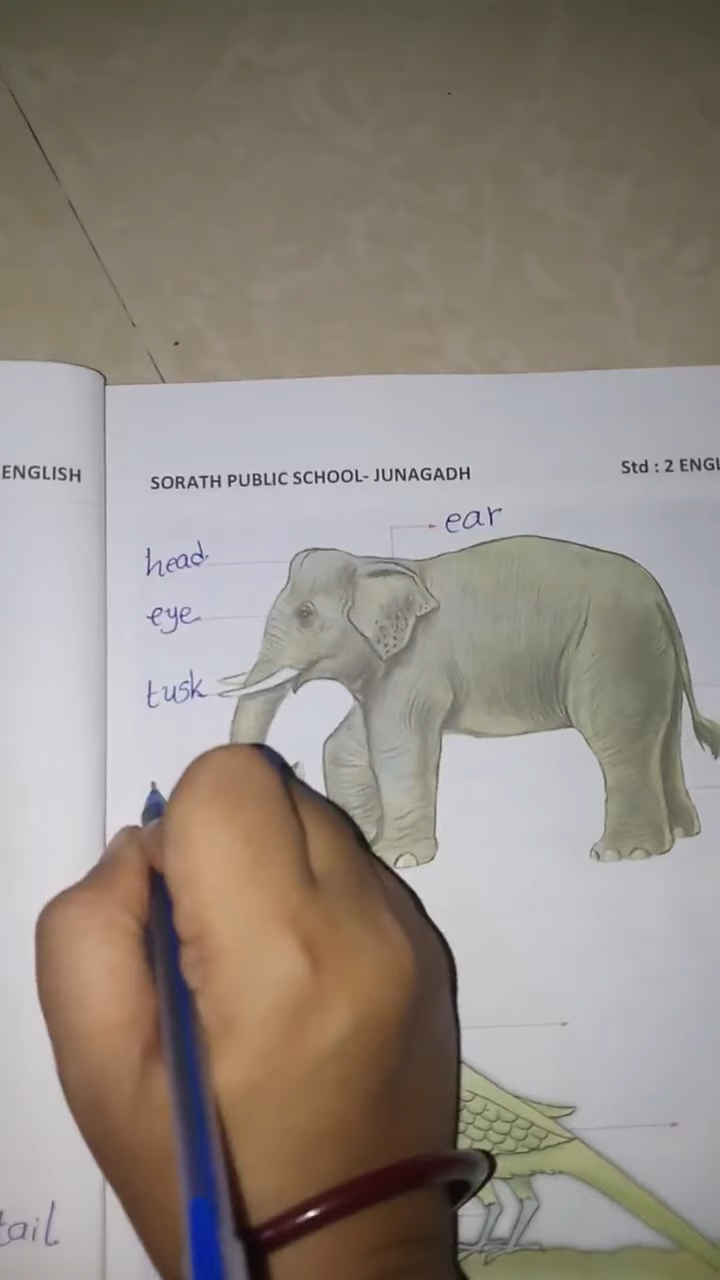 ENGLISH
SORATH PUBLIC SCHOOL- JUNAGADH
Std : 2 ENGL
ear
head
eye
tusk
tail